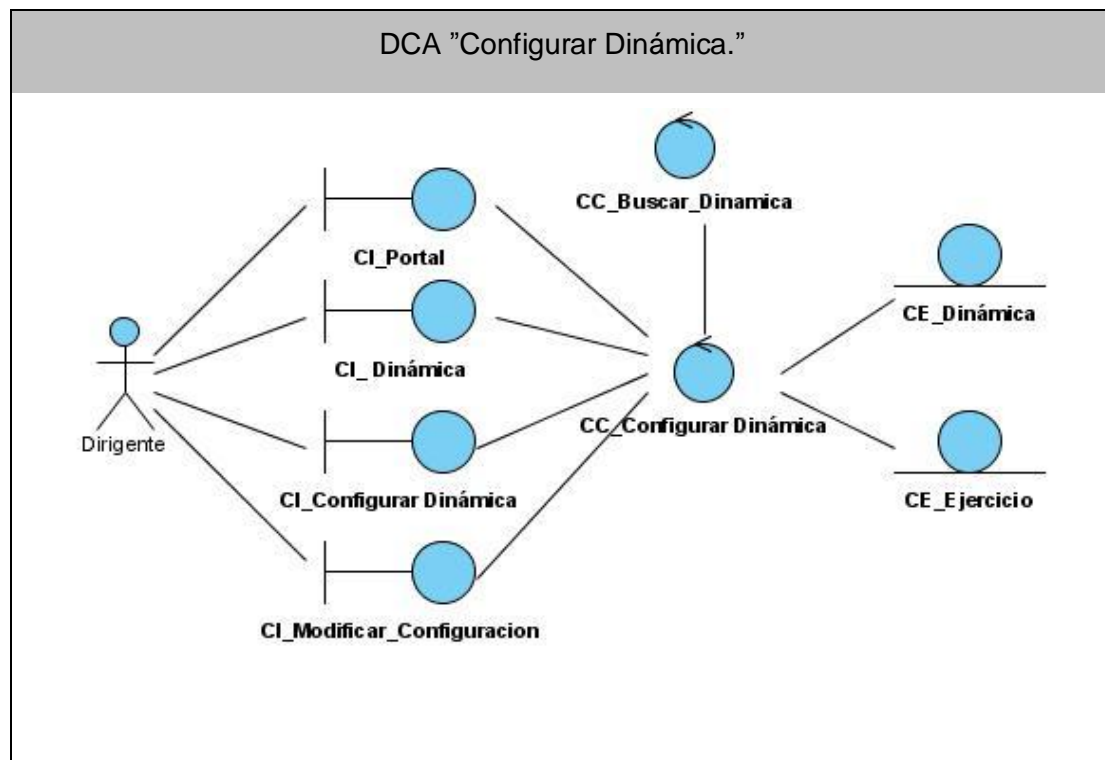 DCA ”Configurar Dinámica.”
CC_Buscar_Dinamica
CI_Portal
CE_Dinámica
CI_ Dinámica
CC_Configurar Dinámica
Dirigente
CI_Configurar Dinámica
CE_Ejercicio
CI_Modificar_Configuracion